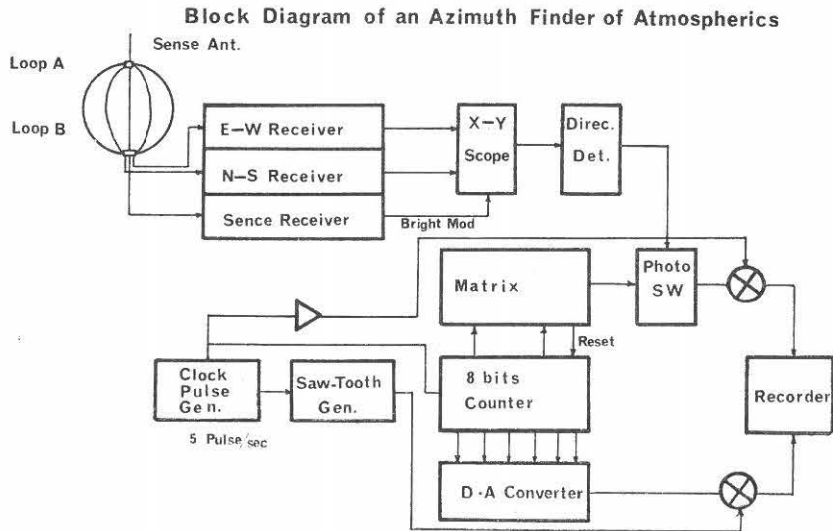 Block Diagram of an Azimuth Finder of Atmospherics
Sense Ant.
Loop A
Loop B
E-W Receiver
N-S Receiver
Sence Receiver
X-Y
Scope
Direc.
Det.
Bright Mod
Matrix
Photo
SW
Reset
Clock
Pulse
Gen.
Saw-Tooth
Gen.
8 bits
Counter
Recorder
5 Pulse/sec
D·A Converter